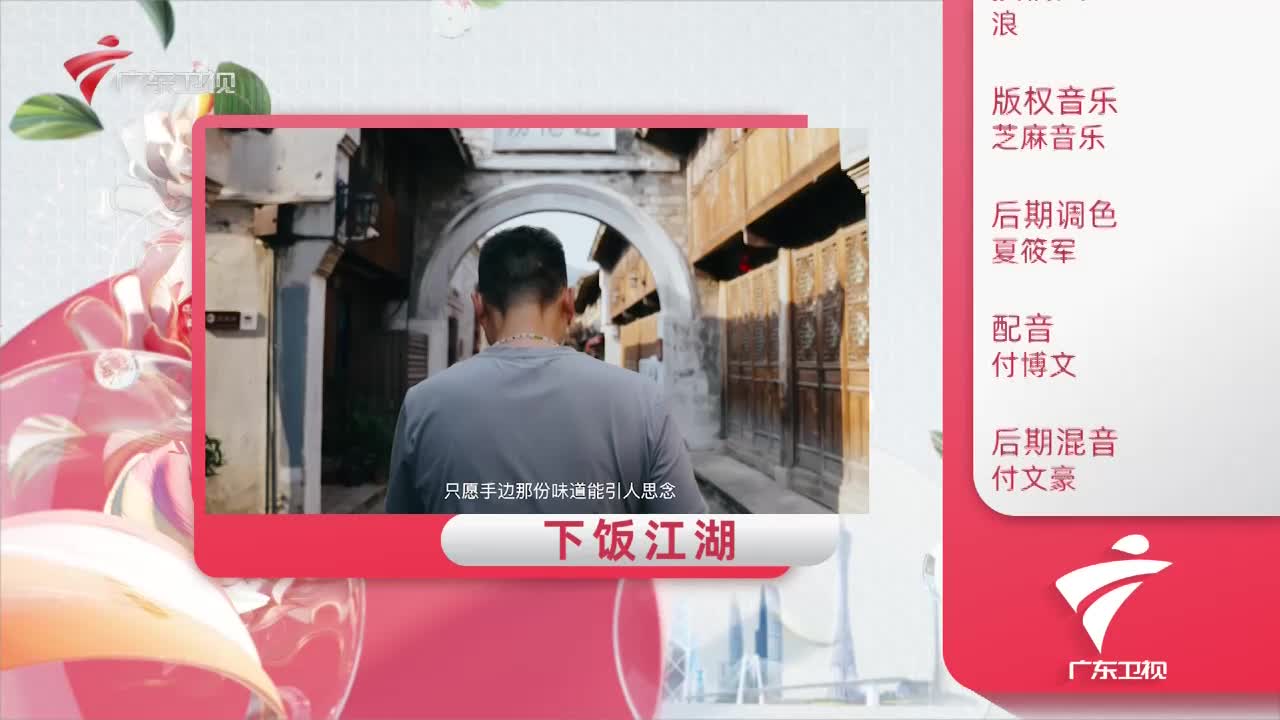 广东卫视
只愿手边那份味道能引人思念
下饭江湖
浪
版权音乐
芝麻音乐
后期调色
夏筱军
配音
付博文
后期混音
付文豪
广东卫视